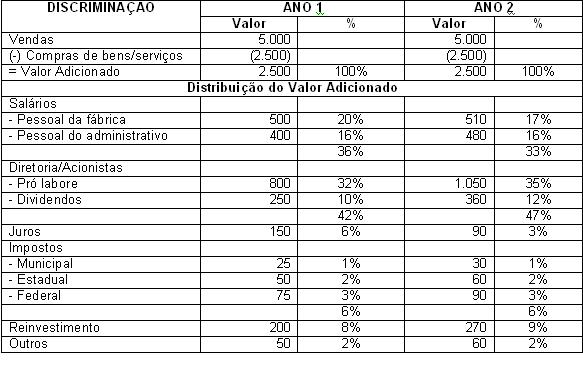 DISCRIMINAÇÃO ANO 1 ANO 2
Valor % Valor %
Vendas 5.000 5.000
(-) Compras de bens/serviços (2.500) (2.500)
= Valor Adicionado 2.500 100% 2.500 100%
Distribuição do Valor Adicionado
Salários
- Pessoal da fábrica 500 20% 510 17%
- Pessoal do administrativo 400 16% 480 16%
36% 33%
Diretoria/Acionistas
- Pró labore 800 32% 1.050 35%
- Dividendos 250 10% 360 12%
42% 47%
Juros 150 6% 90 3%
Impostos
- Municipal 25 1% 30 1%
- Estadual 50 2% 60 2%
- Federal 75 3% 90 3%
6% 6%
Reinvestimento 200 8% 270 9%
Outros 50 2% 60 2%